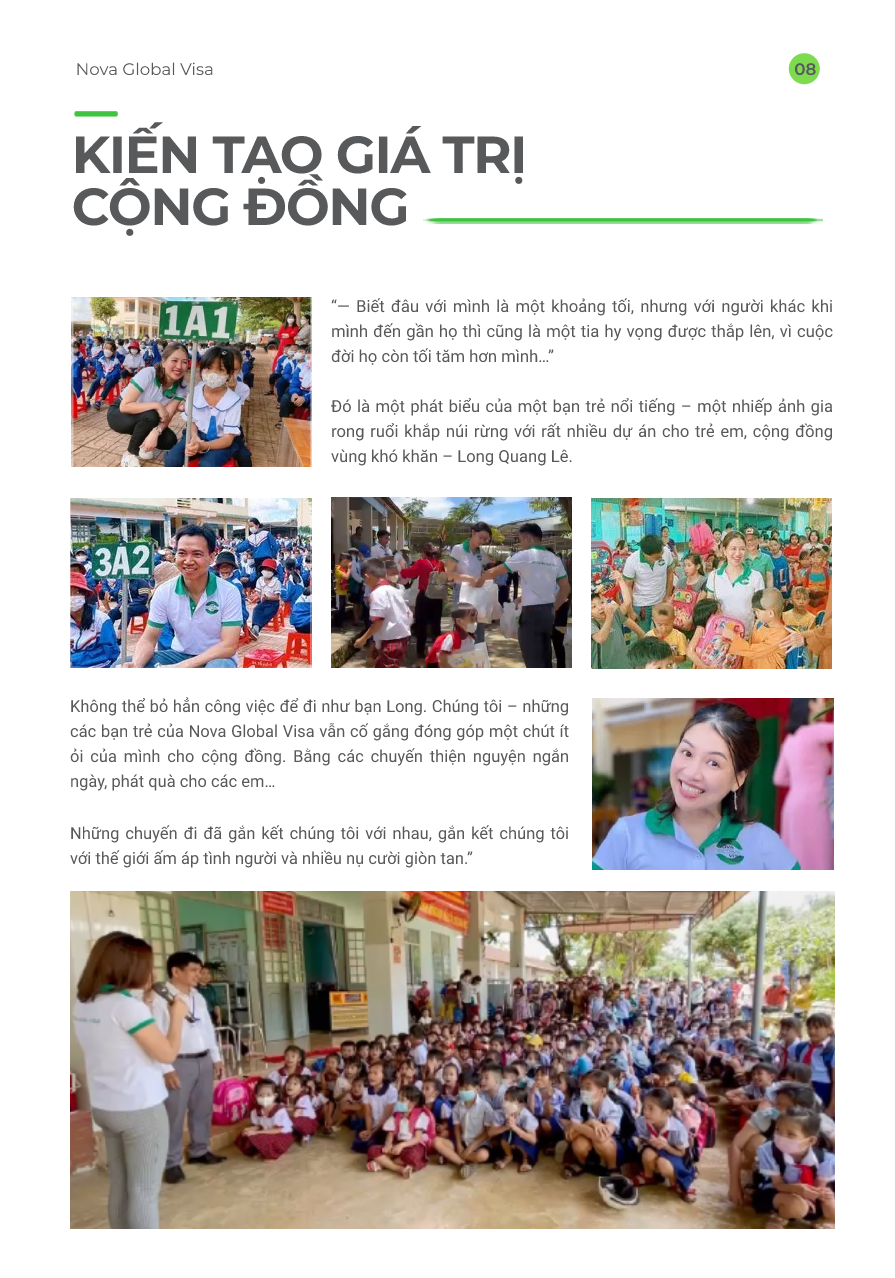 Nova Global Visa
08
KIẾN TẠO GIÁ TRỊ
CỘNG ĐỒNG
1A1
“— Biết đâu với mình là một khoảng tối, nhưng với người khác khi
mình đến gần họ thì cũng là một tia hy vọng được thắp lên, vì cuộc
đời họ còn tối tăm hơn mình…”
Đó là một phát biểu của một bạn trẻ nổi tiếng – một nhiếp ảnh gia
rong ruổi khắp núi rừng với rất nhiều dự án cho trẻ em, cộng đồng
vùng khó khăn – Long Quang Lê.
3A2
Không thể bỏ hẳn công việc để đi như bạn Long. Chúng tôi – những
các bạn trẻ của Nova Global Visa vẫn cố gắng đóng góp một chút ít
ỏi của mình cho cộng đồng. Bằng các chuyến thiện nguyện ngắn
ngày, phát quà cho các em…
Những chuyến đi đã gắn kết chúng tôi với nhau, gắn kết chúng tôi
với thế giới ấm áp tình người và nhiều nụ cười giòn tan.”